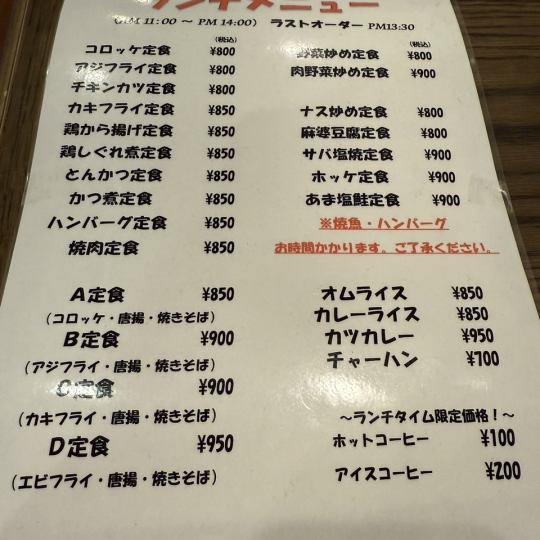 ランチメニュー
AM 11:00 ～ PM 14:00） ラストオーダー PM13:30
(税込)
コロッケ定食 ¥800
アジフライ定食 ¥800
チキンカツ定食 ¥800
カキフライ定食 ¥850
鶏から揚げ定食 ¥850
鶏しぐれ煮定食 ¥850
とんかつ定食 ¥850
かつ煮定食 ¥850
ハンバーグ定食 ¥850
焼肉定食 ¥850
(税込)
野菜炒め定食 ¥800
肉野菜炒め定食 ¥900
ナス炒め定食 ¥800
麻婆豆腐定食 ¥800
サバ塩焼定食 ¥900
ホッケ定食 ¥900
あま塩鮭定食 ¥900
※焼魚・ハンバーグ
お時間かかります。ご了承ください。
A定食 ¥850
(コロッケ・唐揚・焼きそば)
B定食 ¥900
(アジフライ・唐揚・焼きそば)
C定食 ¥900
(カキフライ・唐揚・焼きそば)
D定食 ¥950
(エビフライ・唐揚・焼きそば)
オムライス ¥850
カレーライス ¥850
カツカレー ¥950
チャーハン ¥700
～ランチタイム限定価格！～
ホットコーヒー ¥100
アイスコーヒー ¥200